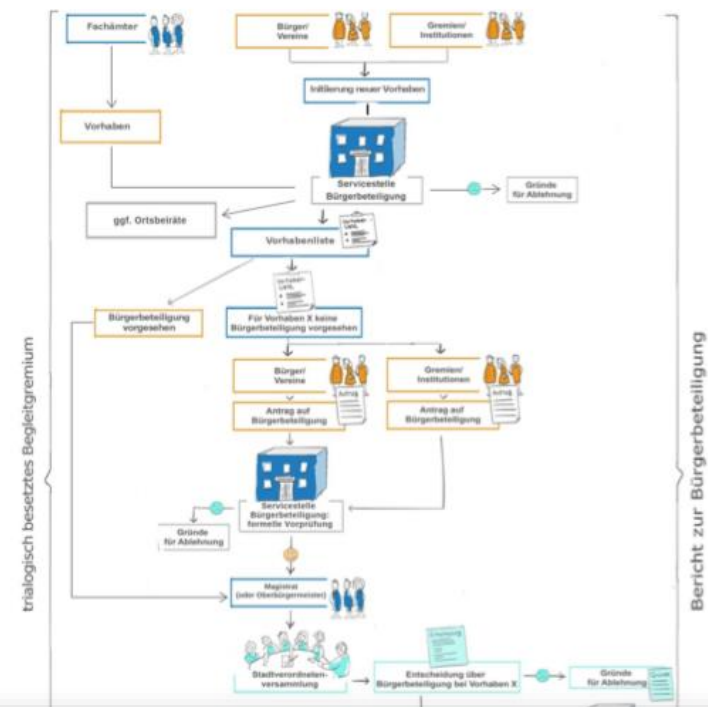 Fachämter
Bürger/
Vereine
Gremien/
Institutionen
Initiierung neuer Vorhaben
Vorhaben
Servicestelle
Bürgerbeteiligung
Gründe
für Ablehnung
ggf. Ortsbeiräte
Vorhabenliste
Bürgerbeteiligung
vorgesehen
Für Vorhaben X keine
Bürgerbeteiligung vorgesehen
Bürger/
Vereine
Antrag
Gremien/
Institutionen
Antrag
Antrag auf
Bürgerbeteiligung
Antrag auf
Bürgerbeteiligung
Servicestelle
Bürgerbeteiligung:
formelle Vorprüfung
Gründe
für Ablehnung
Magistrat
(oder Oberbürgermeister)
Stadtverordneten-
versammlung
Entscheidung über
Bürgerbeteiligung bei Vorhaben X
Gründe
für Ablehnung
trialogisch besetztes Begleitgremium
Bericht zur Bürgerbeteiligung